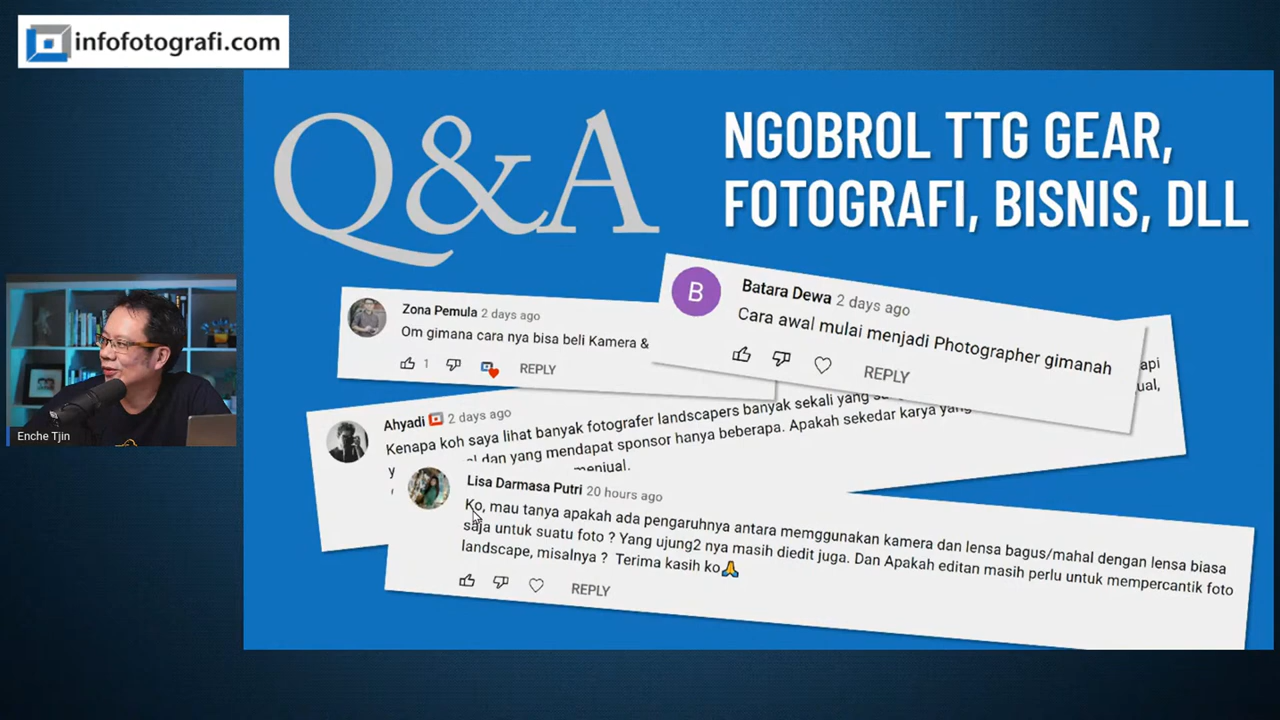 infofotografi.com
Q&A
NGOBROL TTG GEAR,
FOTOGRAFI, BISNIS, DLL
Zona Pemula 2 days ago
Om gimana cara nya bisa beli Kamera &
1
REPLY
B
Batara Dewa 2 days ago
Cara awal mulai menjadi Photographer gimanah
REPLY
Ahyadi 2 days ago
Kenapa koh saya lihat banyak fotografer landscapers banyak sekali yang
dan yang mendapat sponsor hanya beberapa. Apakah sekedar karya yang
Lisa Darmasa Putri 20 hours ago
Ko, mau tanya apakah ada pengaruhnya antara memggunakan kamera dan lensa bagus/mahal dengan lensa biasa
saja untuk suatu foto ? Yang ujung2 nya masih diedit juga. Dan Apakah editan masih perlu untuk mempercantik foto
landscape, misalnya ? Terima kasih ko🙏
REPLY
Enche Tjin